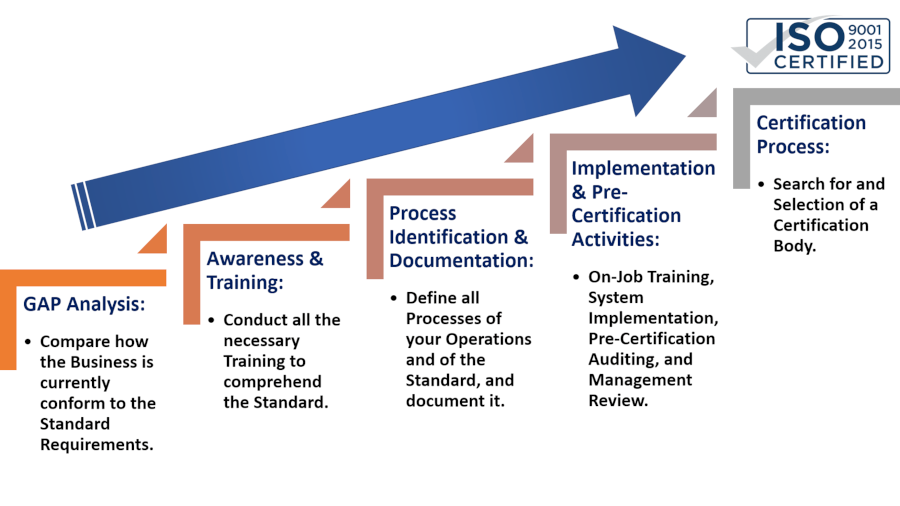 ISO 9001
2015
CERTIFIED
GAP Analysis:
• Compare how
the Business is
currently
conform to the
Standard
Requirements.
Awareness &
Training:
• Conduct all the
necessary
Training to
comprehend
the Standard.
Process
Identification &
Documentation:
• Define all
Processes of
your Operations
and of the
Standard, and
document it.
Implementation
& Pre-
Certification
Activities:
• On-Job Training,
System
Implementation,
Pre-Certification
Auditing, and
Management
Review.
Certification
Process:
• Search for and
Selection of a
Certification
Body.